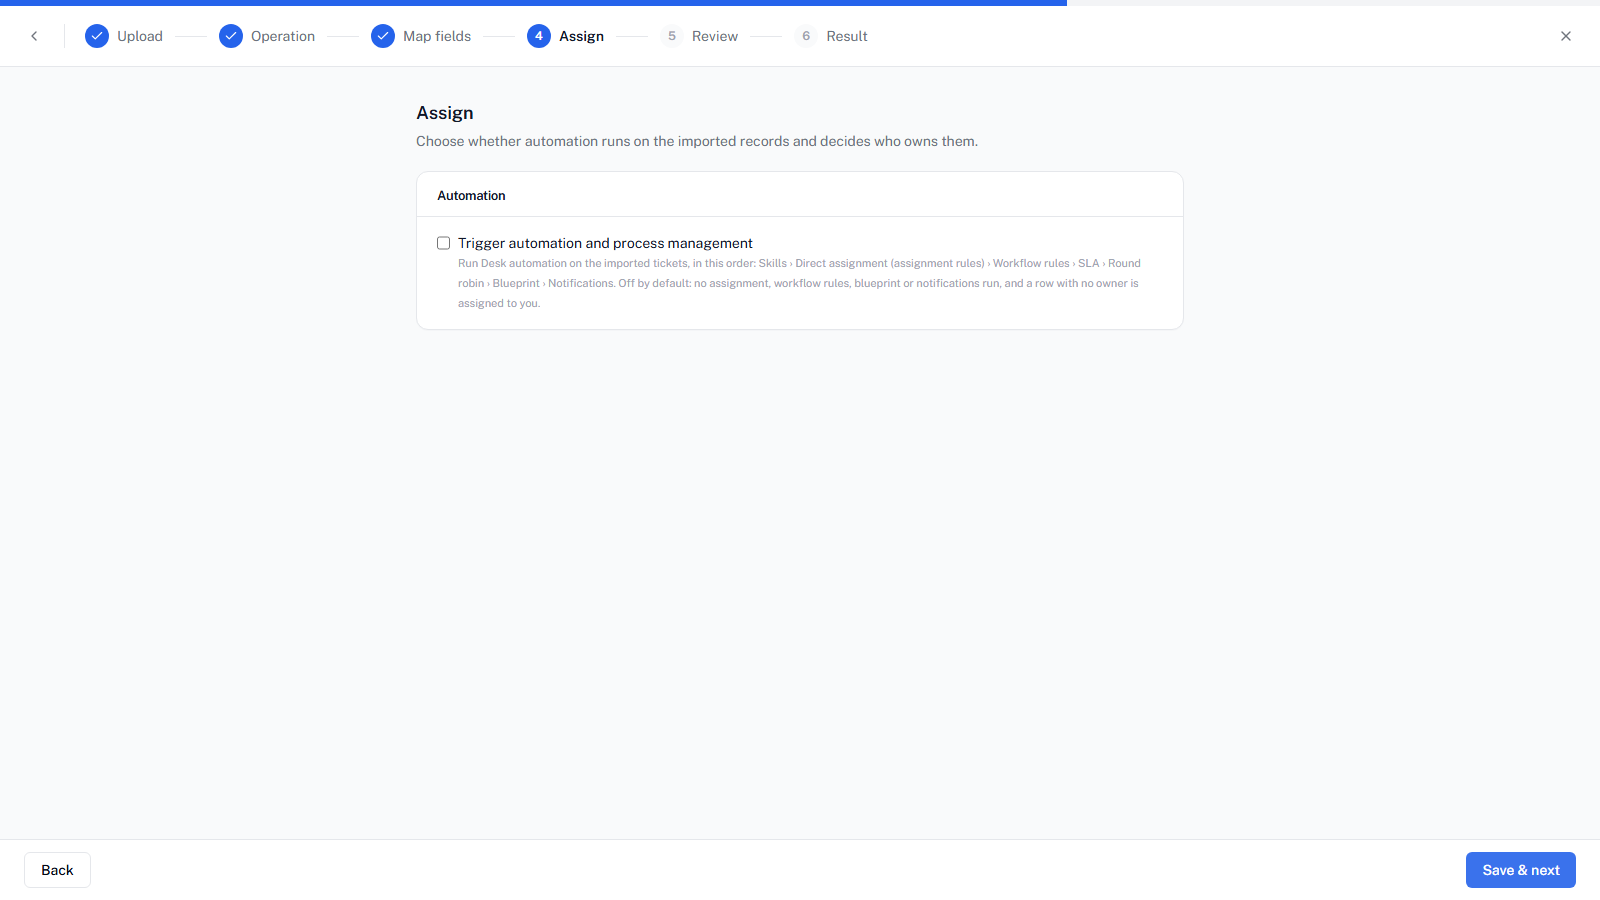 Upload
Operation
Map fields
4 Assign
5 Review
6 Result
Assign
Choose whether automation runs on the imported records and decides who owns them.
Automation
Trigger automation and process management
Run Desk automation on the imported tickets, in this order: Skills › Direct assignment (assignment rules) › Workflow rules › SLA › Round
robin › Blueprint › Notifications. Off by default: no assignment, workflow rules, blueprint or notifications run, and a row with no owner is
assigned to you.
Back
Save & next